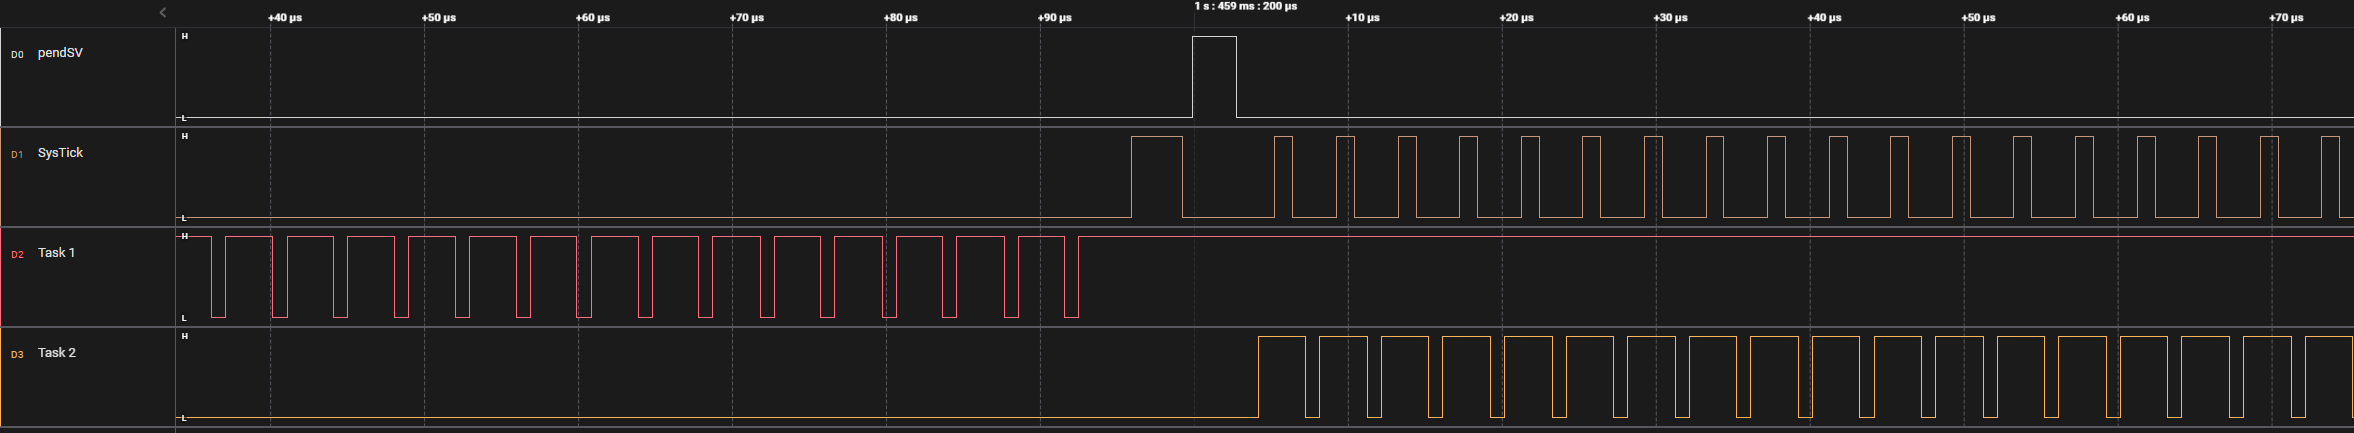 1 s : 459 ms : 200 µs
+40 µs +50 µs +60 µs +70 µs +80 µs +90 µs +10 µs +20 µs +30 µs +40 µs +50 µs +60 µs +70 µs
H
D0 pendSV
L
H
D1 SysTick
L
H
D2 Task 1
L
H
D3 Task 2
L